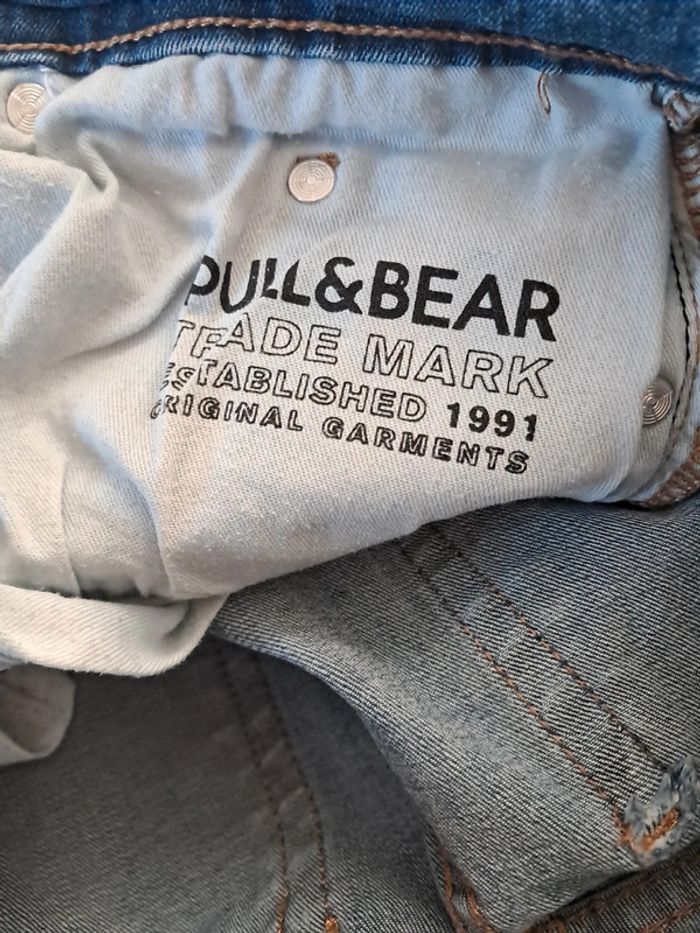 PULL&BEAR
TRADE MARK
ESTABLISHED 1991
ORIGINAL GARMENTS